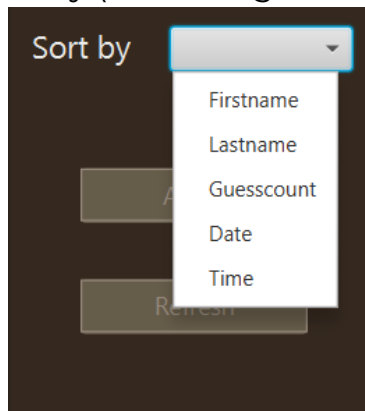 Sort by
Firstname
Lastname
Guesscount
Date
Time
Refresh